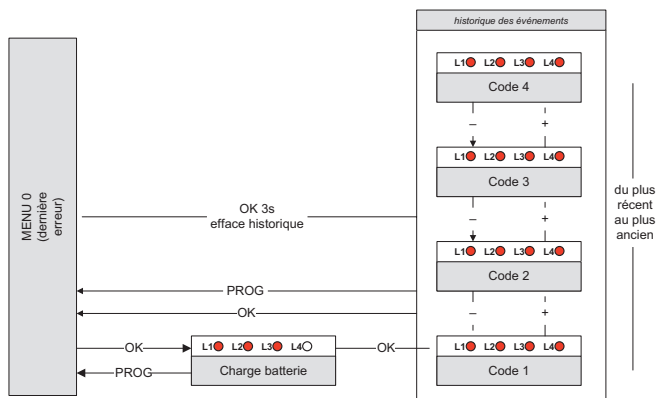 historique des événements
L1 L2 L3 L4
Code 4
–
+
L1 L2 L3 L4
Code 3
–
+
L1 L2 L3 L4
Code 2
–
+
L1 L2 L3 L4
Code 1
du plus
récent
au plus
ancien
MENU 0
(dernière
erreur)
OK 3s
efface historique
PROG
OK
OK
L1 L2 L3 L4
Charge batterie
OK
PROG